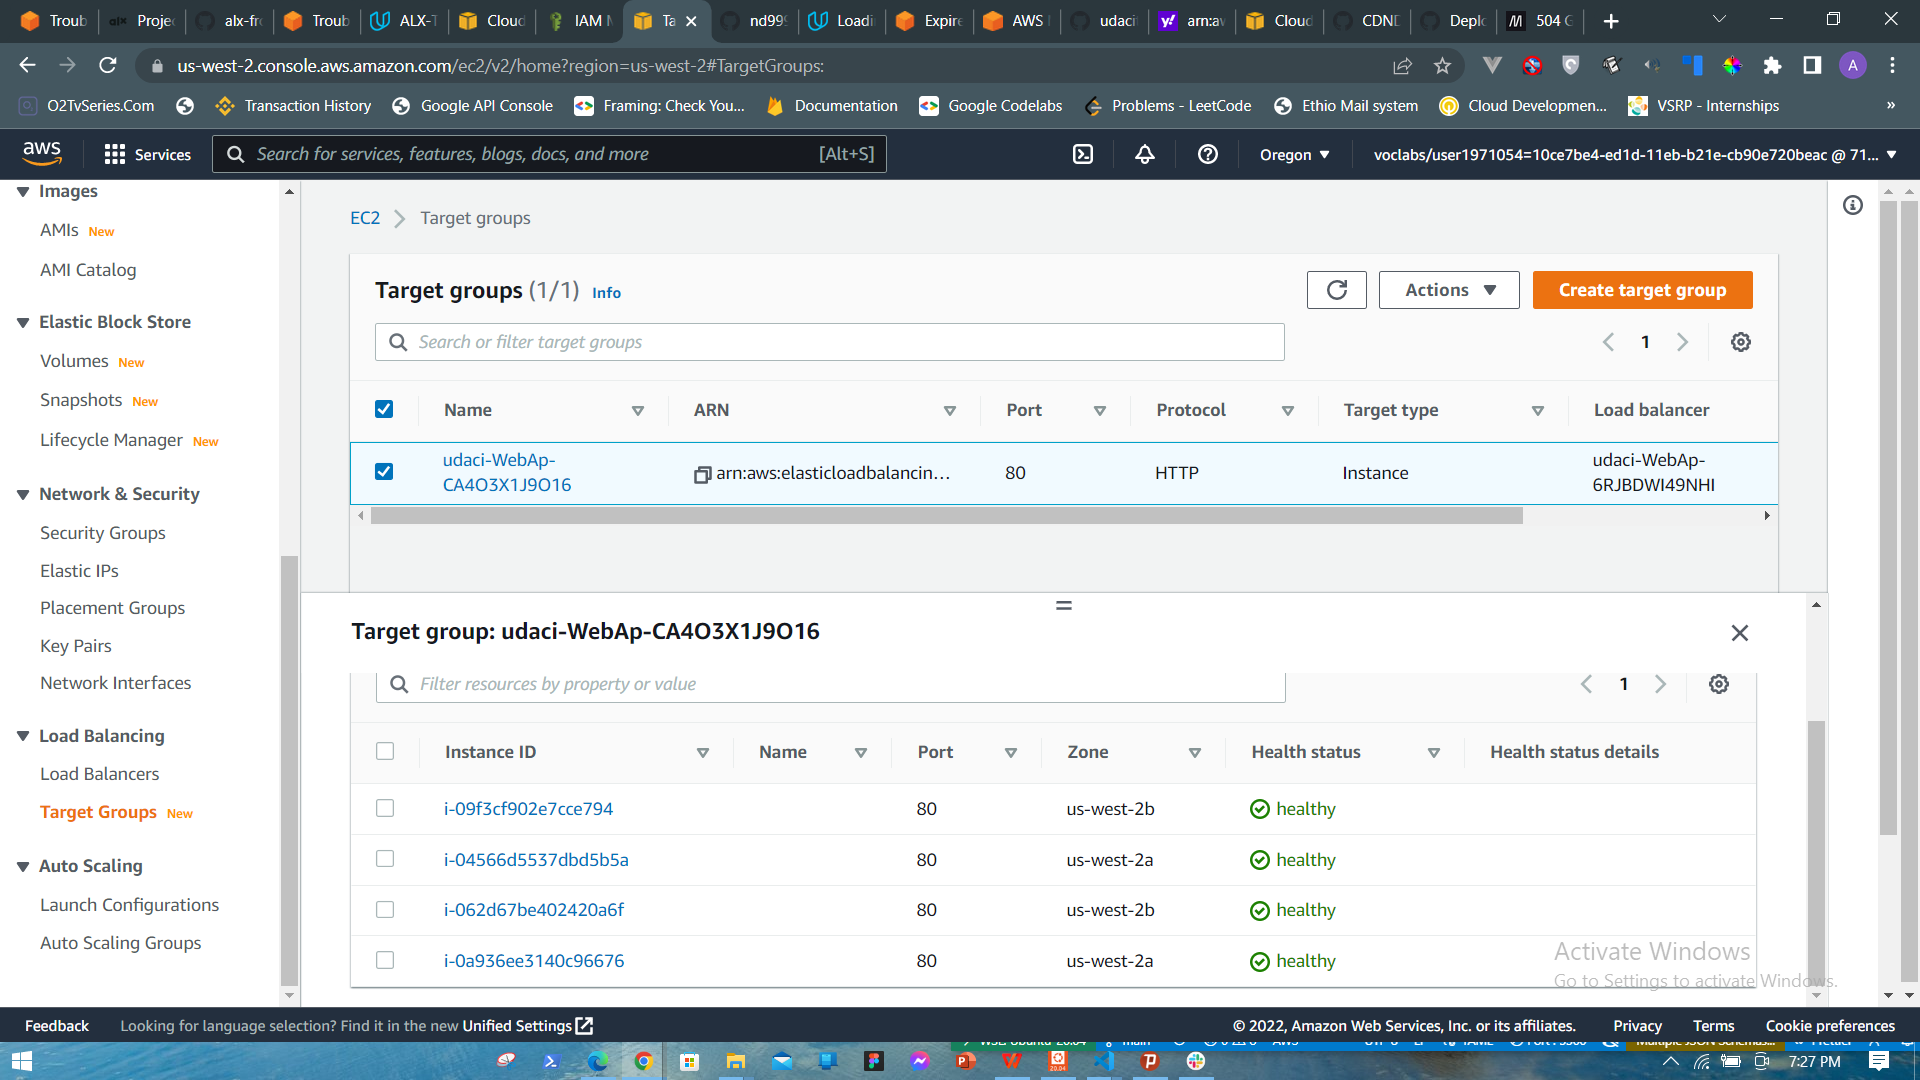 Troub
Projec
alx-fro
Troub
ALX-T
Cloud
IAM M
Ta
nd999
Loadi
Expire
AWS
udaci
arn:aw
Cloud
CDND
Deplo
504 G
us-west-2.console.aws.amazon.com/ec2/v2/home?region=us-west-2#TargetGroups:
A
O2TvSeries.Com
Transaction History
Google API Console
Framing: Check You...
Documentation
Google Codelabs
Problems - LeetCode
Ethio Mail system
Cloud Developmen...
VSRP - Internships
»
aws
Services
Search for services, features, blogs, docs, and more
[Alt+S]
Oregon
voclabs/user1971054=10ce7be4-ed1d-11eb-b21e-cb90e720beac @ 71...
Images
AMIs New
AMI Catalog
Elastic Block Store
Volumes New
Snapshots New
Lifecycle Manager New
Network & Security
Security Groups
Elastic IPs
Placement Groups
Key Pairs
Network Interfaces
Load Balancing
Load Balancers
Target Groups New
Auto Scaling
Launch Configurations
Auto Scaling Groups
EC2 > Target groups
Target groups (1/1) Info
Actions
Create target group
Search or filter target groups
1
Name ARN Port Protocol Target type Load balancer
udaci-WebAp-CA4O3X1J9O16 arn:aws:elasticloadbalancin... 80 HTTP Instance udaci-WebAp-6RJBDWI49NHI
Target group: udaci-WebAp-CA4O3X1J9O16
Filter resources by property or value
1
Instance ID Name Port Zone Health status Health status details
i-09f3cf902e7cce794 80 us-west-2b healthy
i-04566d5537dbd5b5a 80 us-west-2a healthy
i-062d67be402420a6f 80 us-west-2b healthy
i-0a936ee3140c96676 80 us-west-2a healthy
Activate Windows
Go to Settings to activate Windows.
Feedback
Looking for language selection? Find it in the new Unified Settings
© 2022, Amazon Web Services, Inc. or its affiliates.
Privacy
Terms
Cookie preferences
7:27 PM